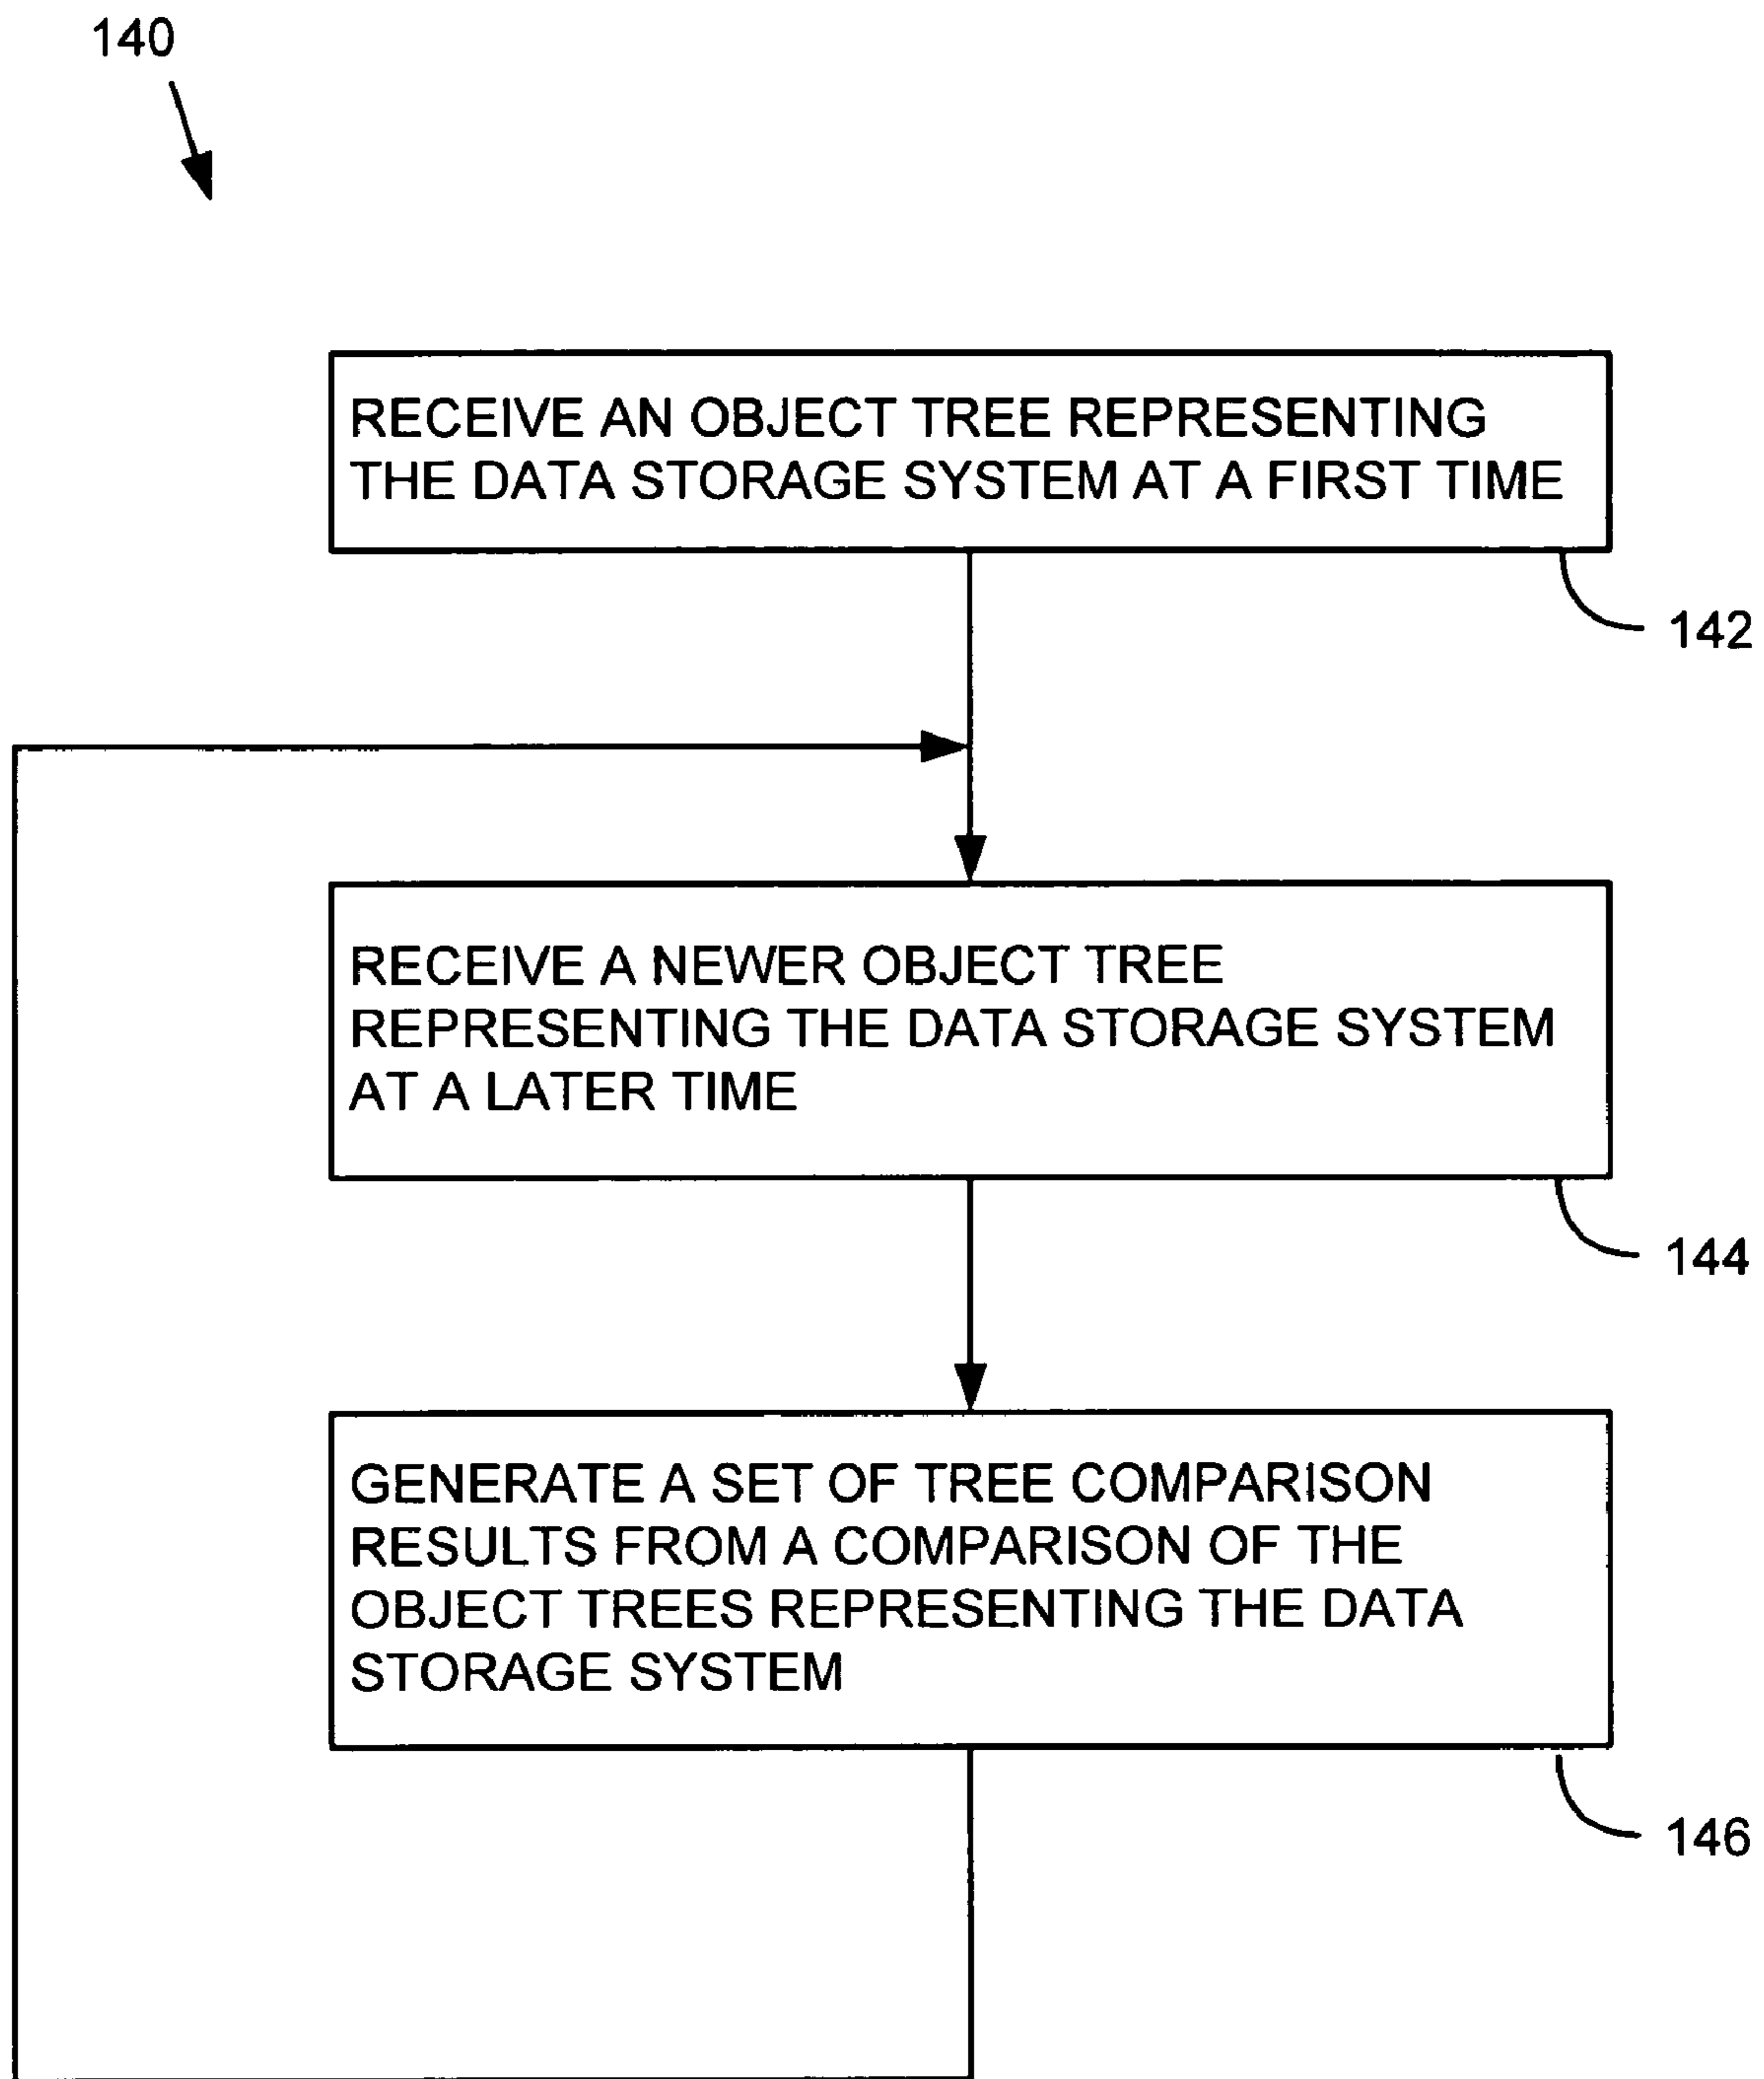 140
RECEIVE AN OBJECT TREE REPRESENTING
THE DATA STORAGE SYSTEM AT A FIRST TIME
142
RECEIVE A NEWER OBJECT TREE
REPRESENTING THE DATA STORAGE SYSTEM
AT A LATER TIME
144
GENERATE A SET OF TREE COMPARISON
RESULTS FROM A COMPARISON OF THE
OBJECT TREES REPRESENTING THE DATA
STORAGE SYSTEM
146